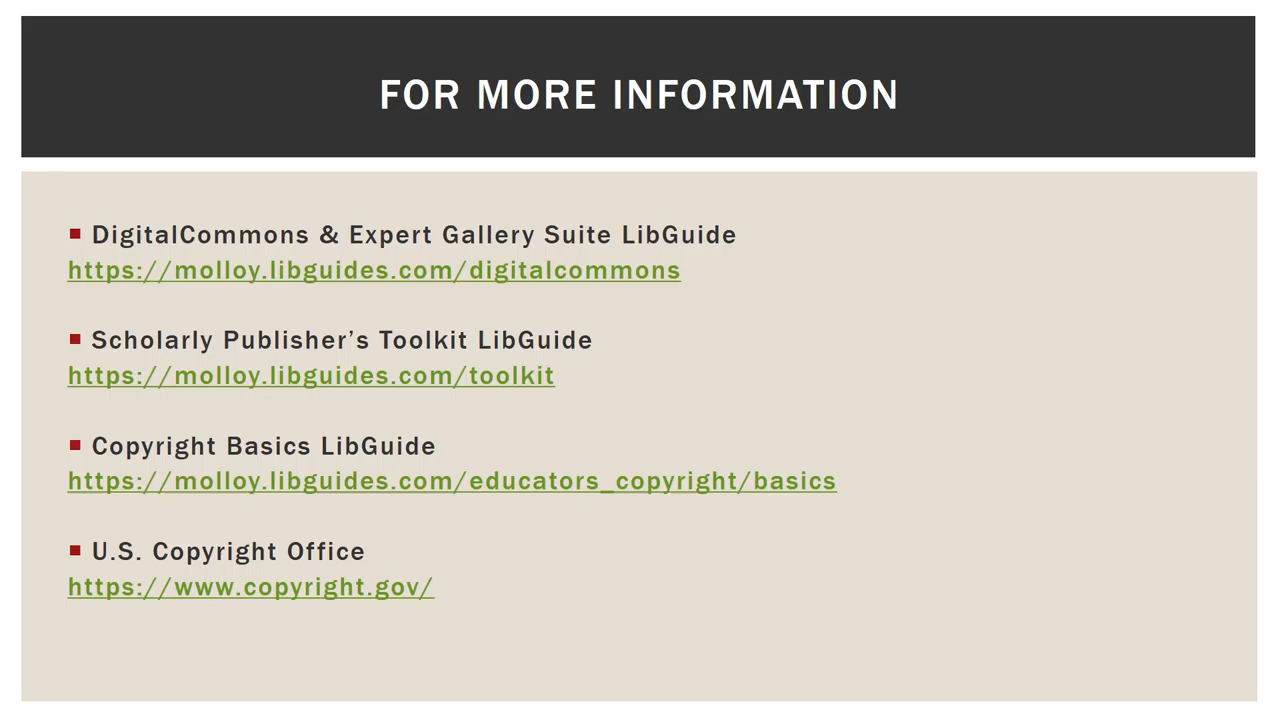 FOR MORE INFORMATION
DigitalCommons & Expert Gallery Suite LibGuide
https://molloy.libguides.com/digitalcommons
Scholarly Publisher’s Toolkit LibGuide
https://molloy.libguides.com/toolkit
Copyright Basics LibGuide
https://molloy.libguides.com/educators_copyright/basics
U.S. Copyright Office
https://www.copyright.gov/